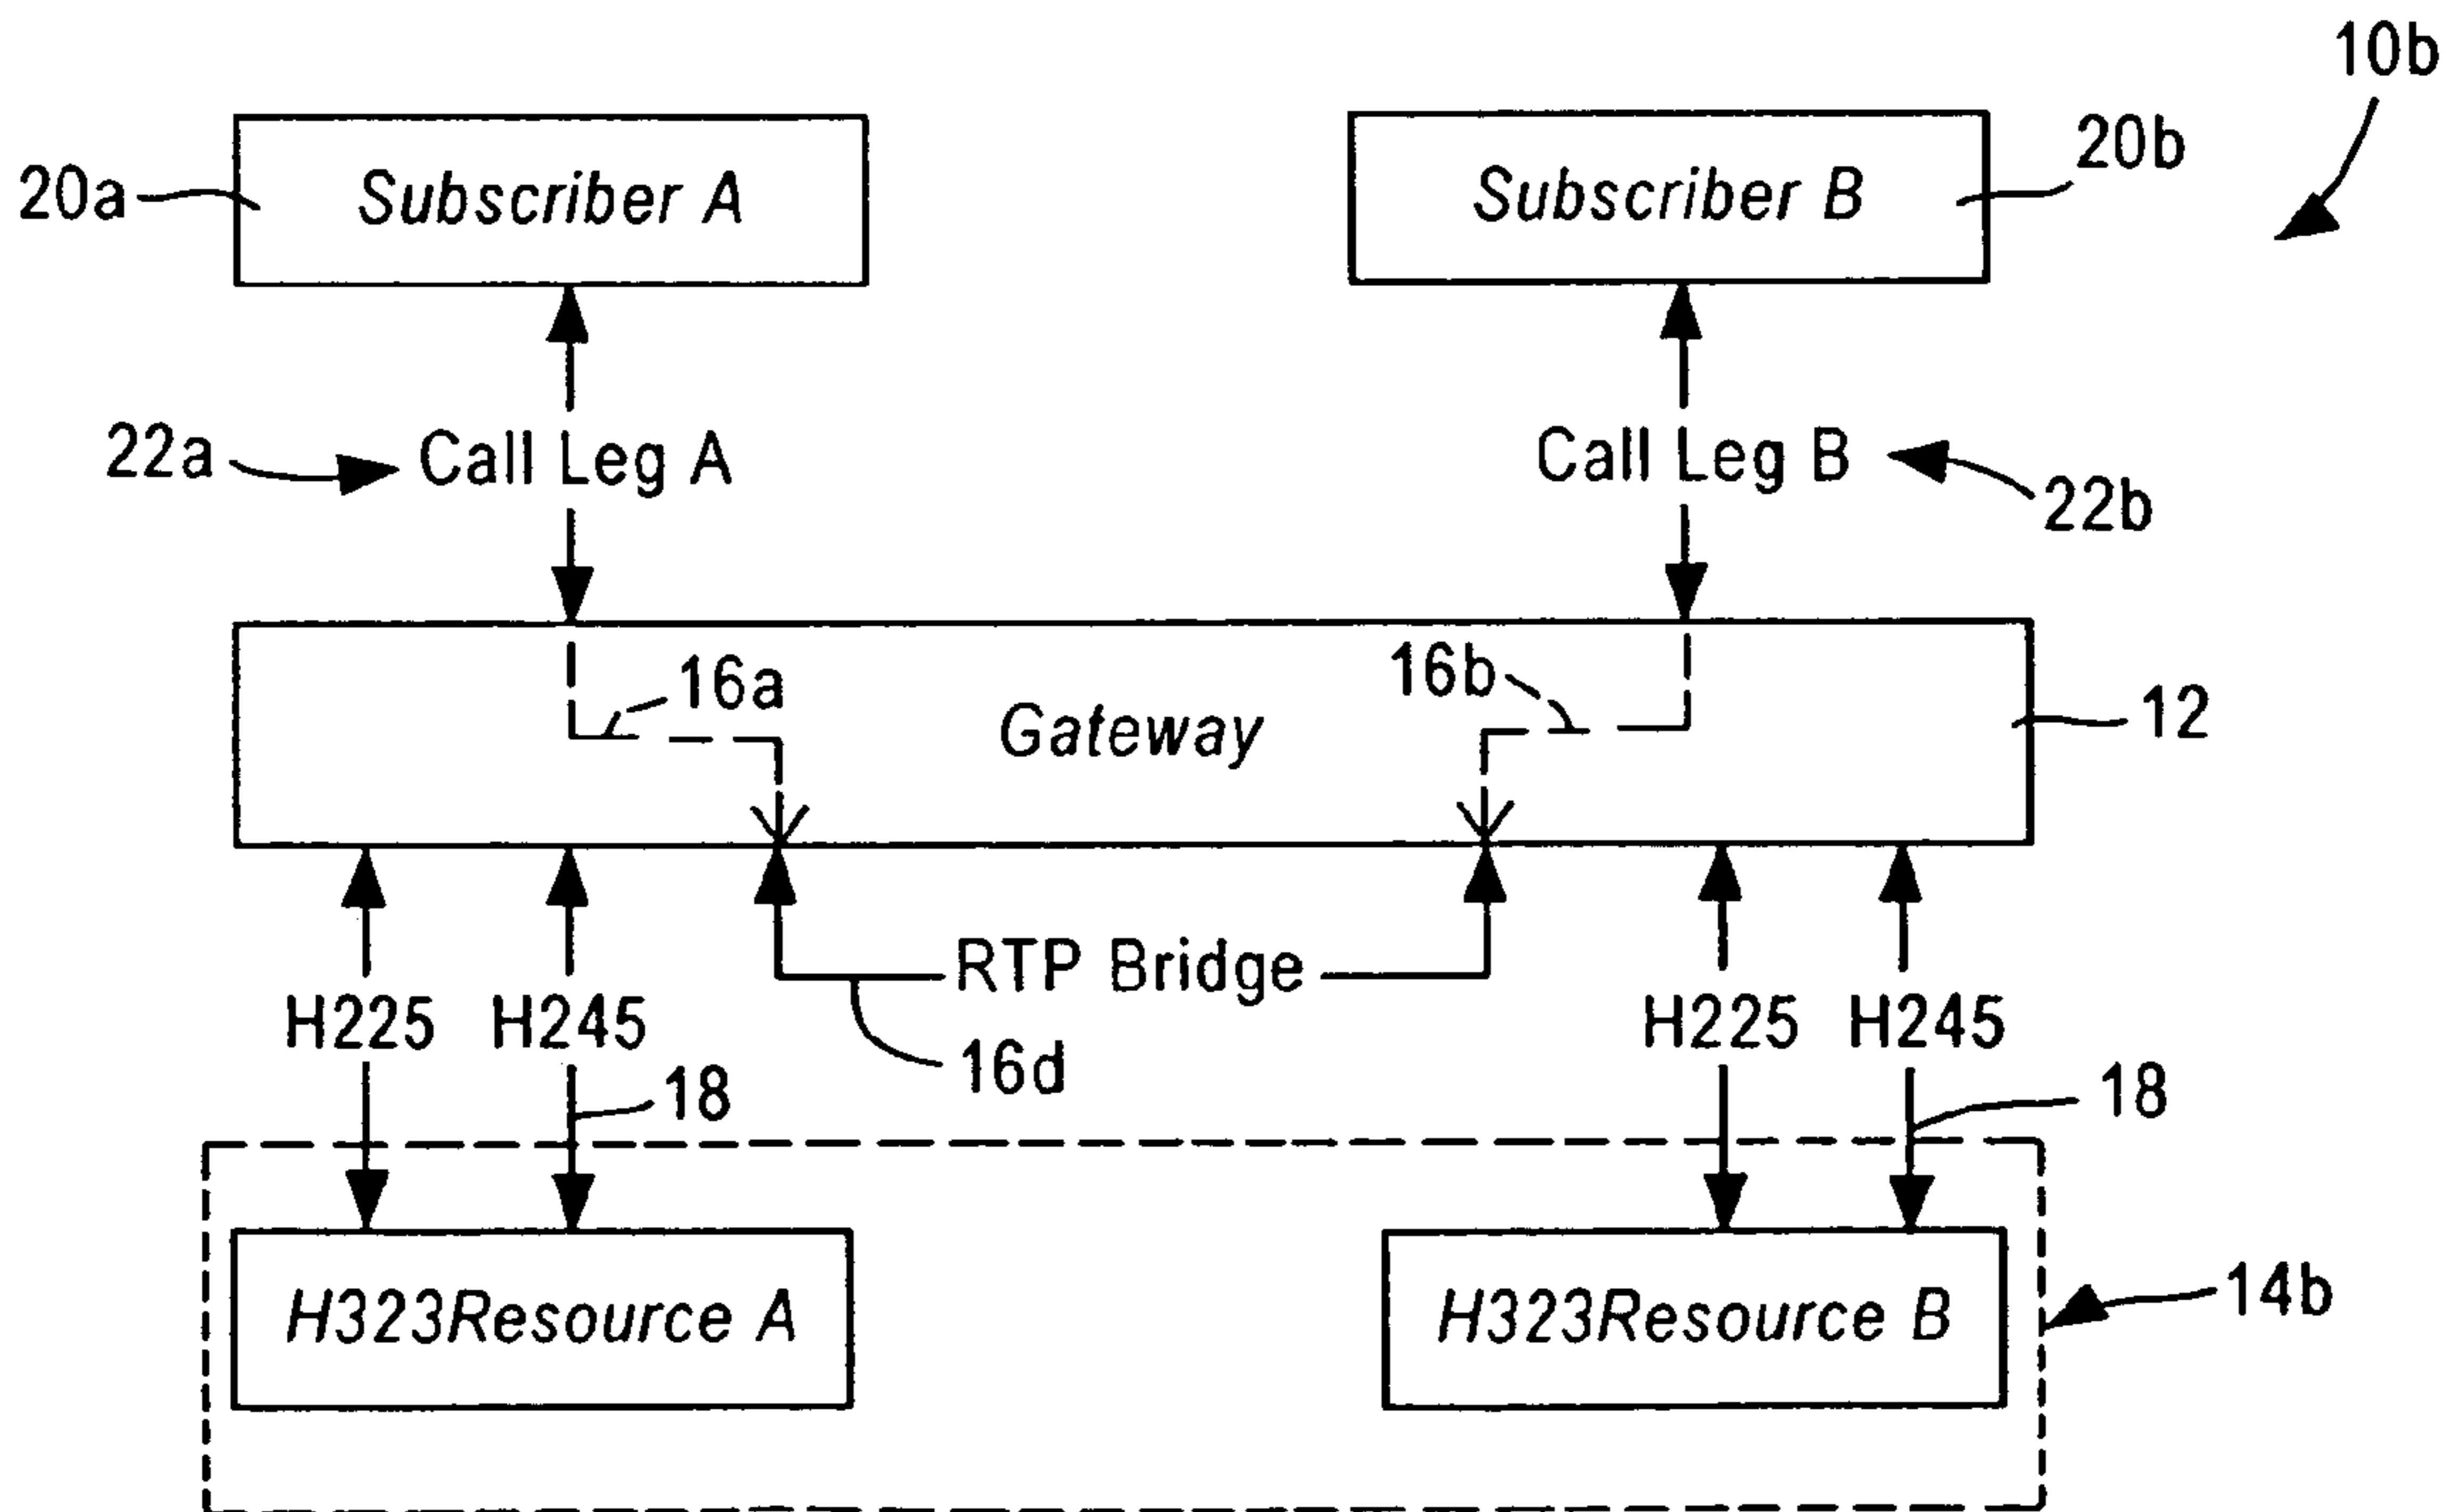 10b
20a
Subscriber A
Subscriber B
20b
22a
Call Leg A
Call Leg B
22b
16a
16b
Gateway
12
RTP Bridge
H225
H245
16d
H225
H245
18
18
H323Resource A
H323Resource B
14b